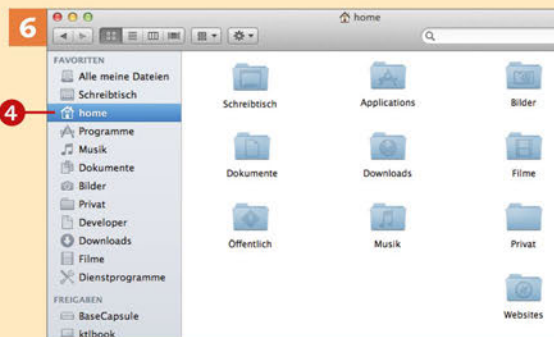 6
home
FAVORITEN
Alle meine Dateien
Schreibtisch
4
home
Programme
Musik
Dokumente
Bilder
Privat
Developer
Downloads
Filme
Dienstprogramme
FREIGABEN
BaseCapsule
ktlbook
Schreibtisch
Applications
Bilder
Dokumente
Downloads
Filme
Öffentlich
Musik
Privat
Websites